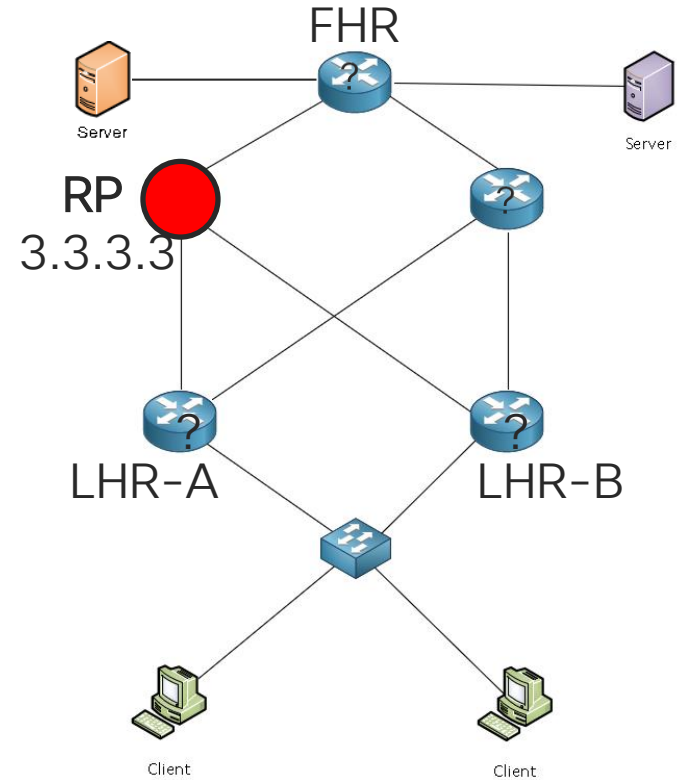 FHR
?
Server
Server
RP
?
3.3.3.3
?
?
LHR-A
LHR-B
Client
Client